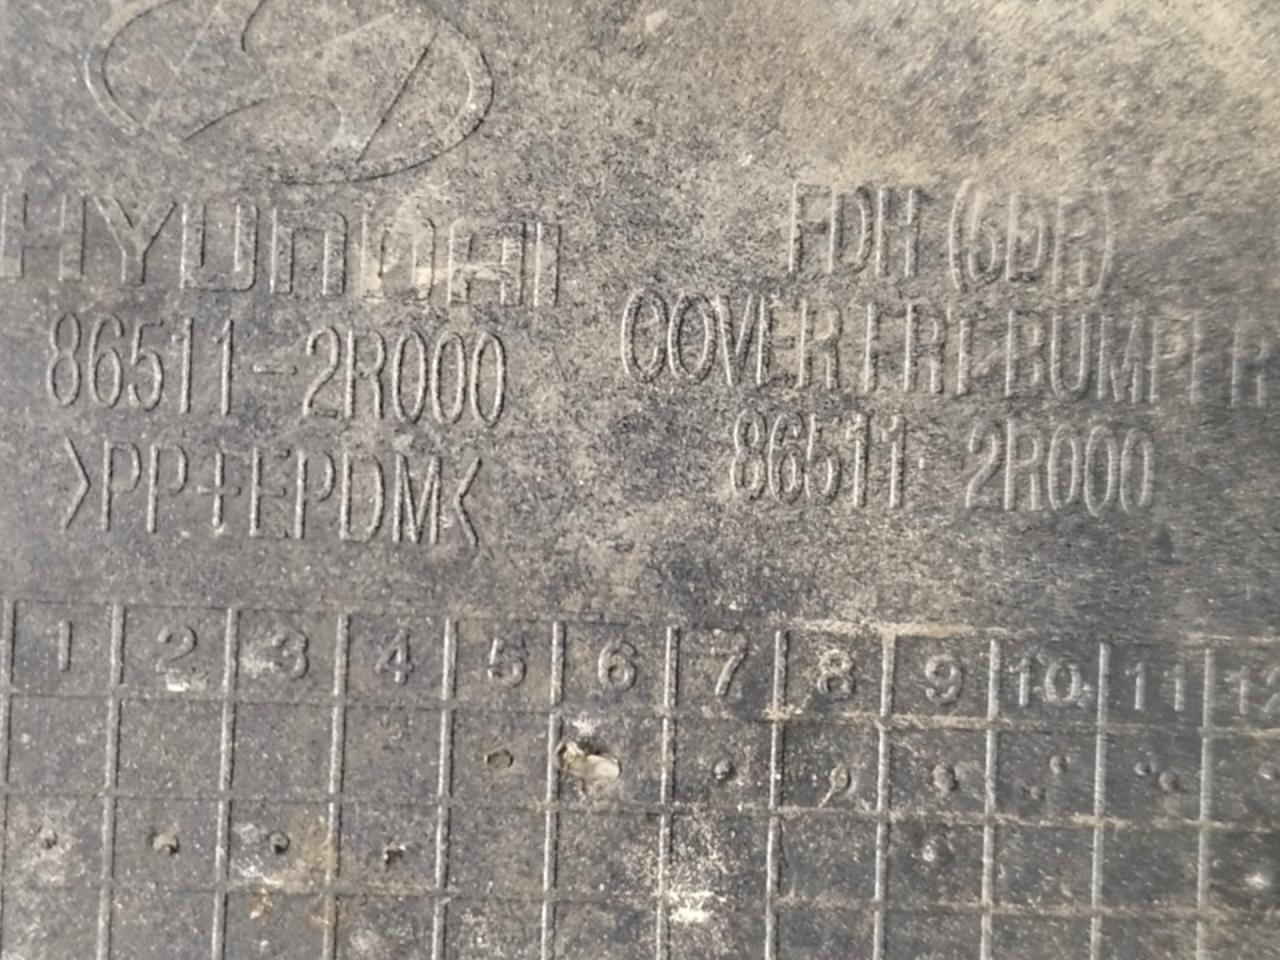 HYUNDAI
86511-2R000
>PP+EPDM<
FDH (5DR)
COVER FRT BUMPER
86511-2R000
1 2 3 4 5 6 7 8 9 10 11 12